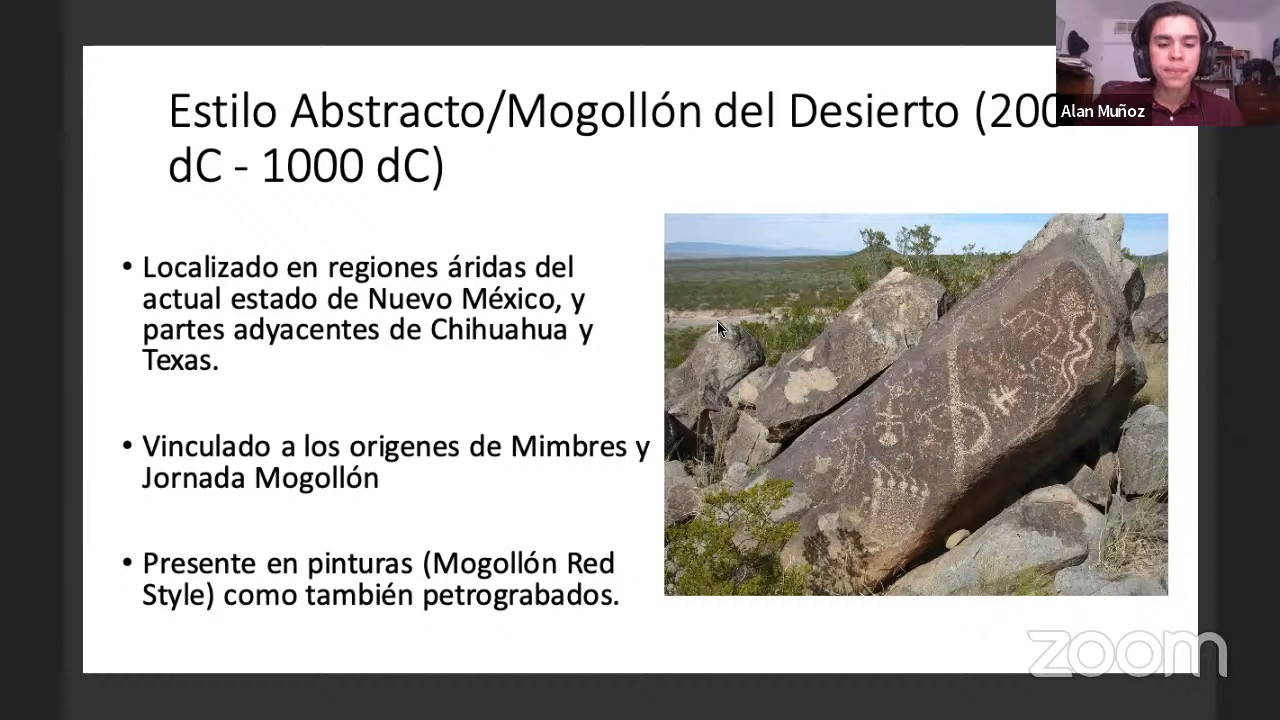 Estilo Abstracto/Mogollón del Desierto (200
dC - 1000 dC)
Alan Muñoz
• Localizado en regiones áridas del
actual estado de Nuevo México, y
partes adyacentes de Chihuahua y
Texas.
• Vinculado a los origenes de Mimbres y
Jornada Mogollón
• Presente en pinturas (Mogollón Red
Style) como también petrograbados.
zoom